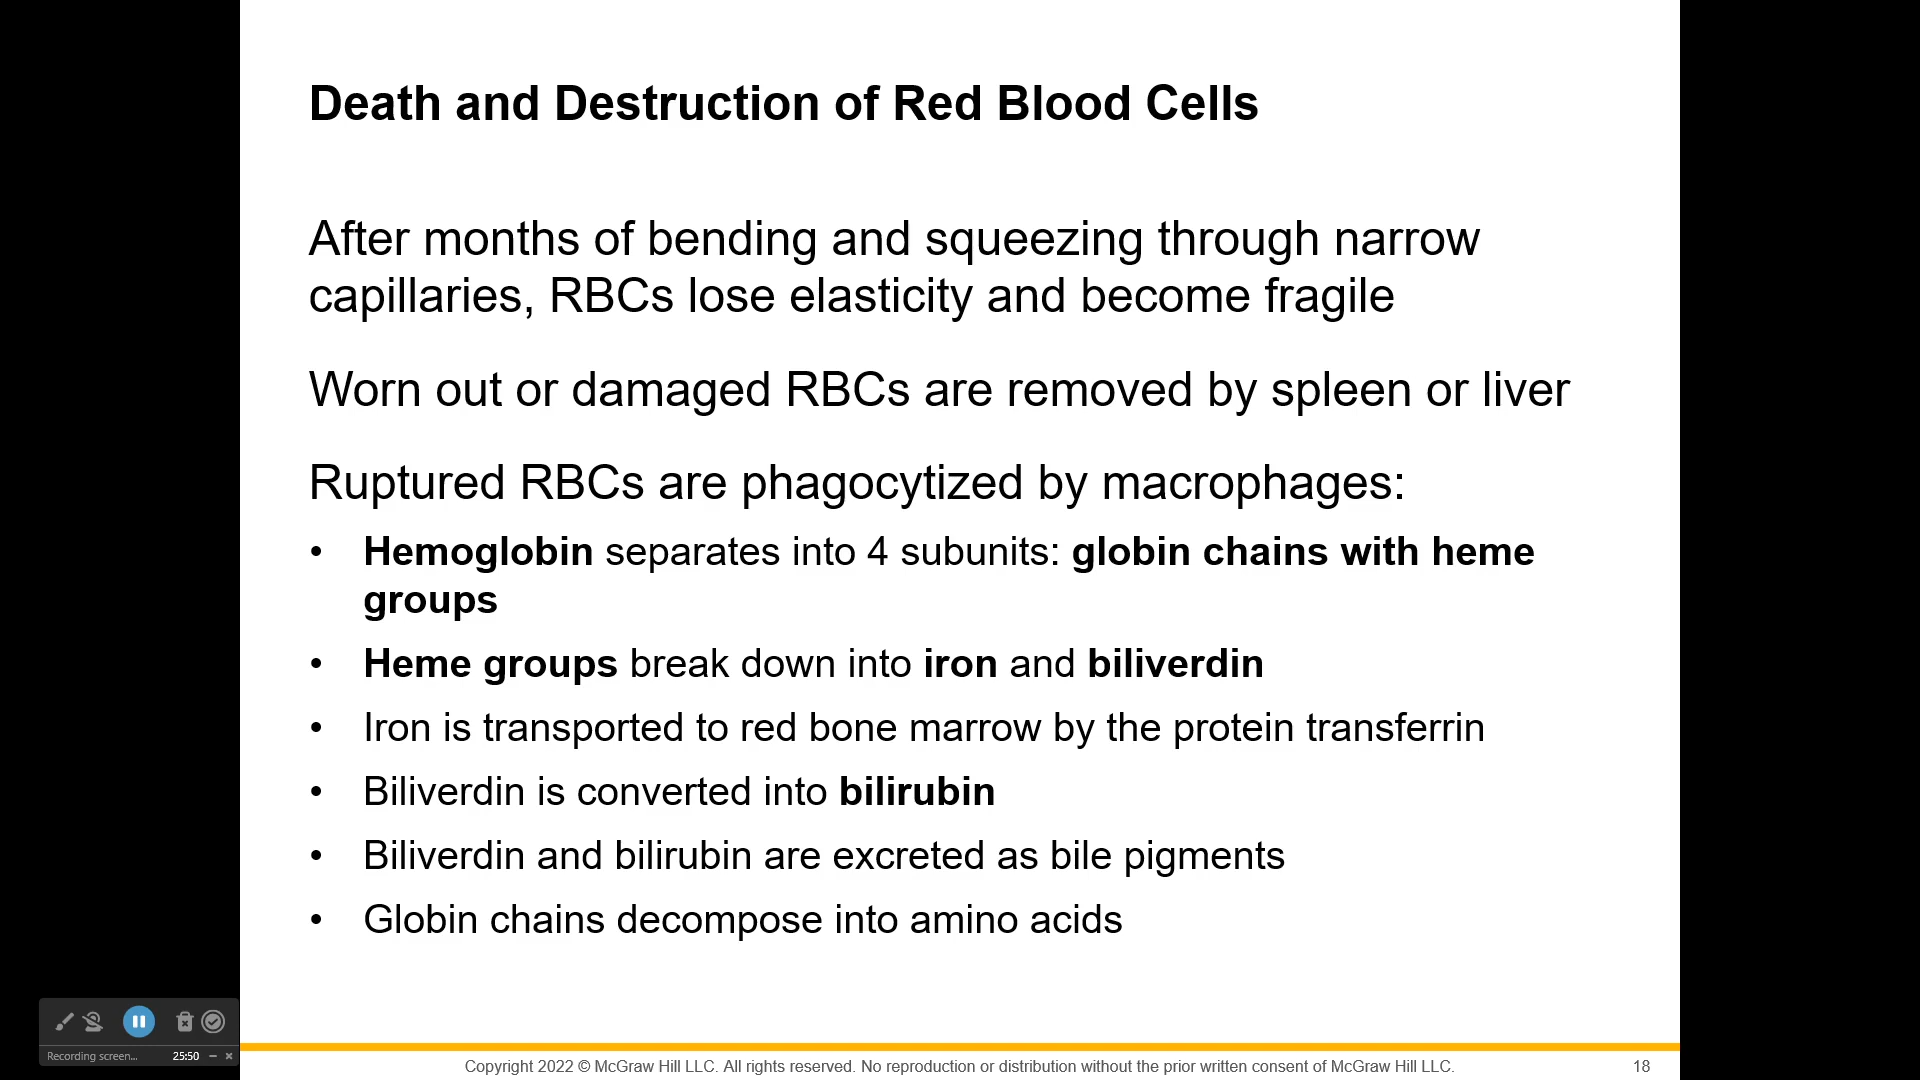 Death and Destruction of Red Blood Cells
After months of bending and squeezing through narrow
capillaries, RBCs lose elasticity and become fragile
Worn out or damaged RBCs are removed by spleen or liver
Ruptured RBCs are phagocytized by macrophages:
• Hemoglobin separates into 4 subunits: globin chains with heme
groups
• Heme groups break down into iron and biliverdin
• Iron is transported to red bone marrow by the protein transferrin
• Biliverdin is converted into bilirubin
• Biliverdin and bilirubin are excreted as bile pigments
• Globin chains decompose into amino acids
Recording screen... 25:50
Copyright 2022 © McGraw Hill LLC. All rights reserved. No reproduction or distribution without the prior written consent of McGraw Hill LLC. 18